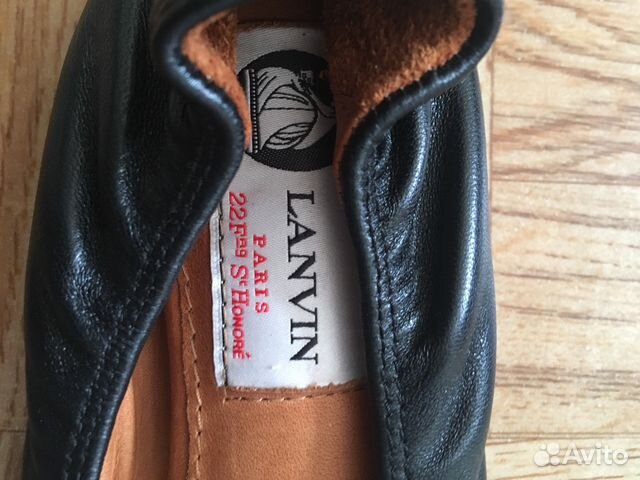 LANVIN
PARIS
22 Fbg St HONORÉ
Avito